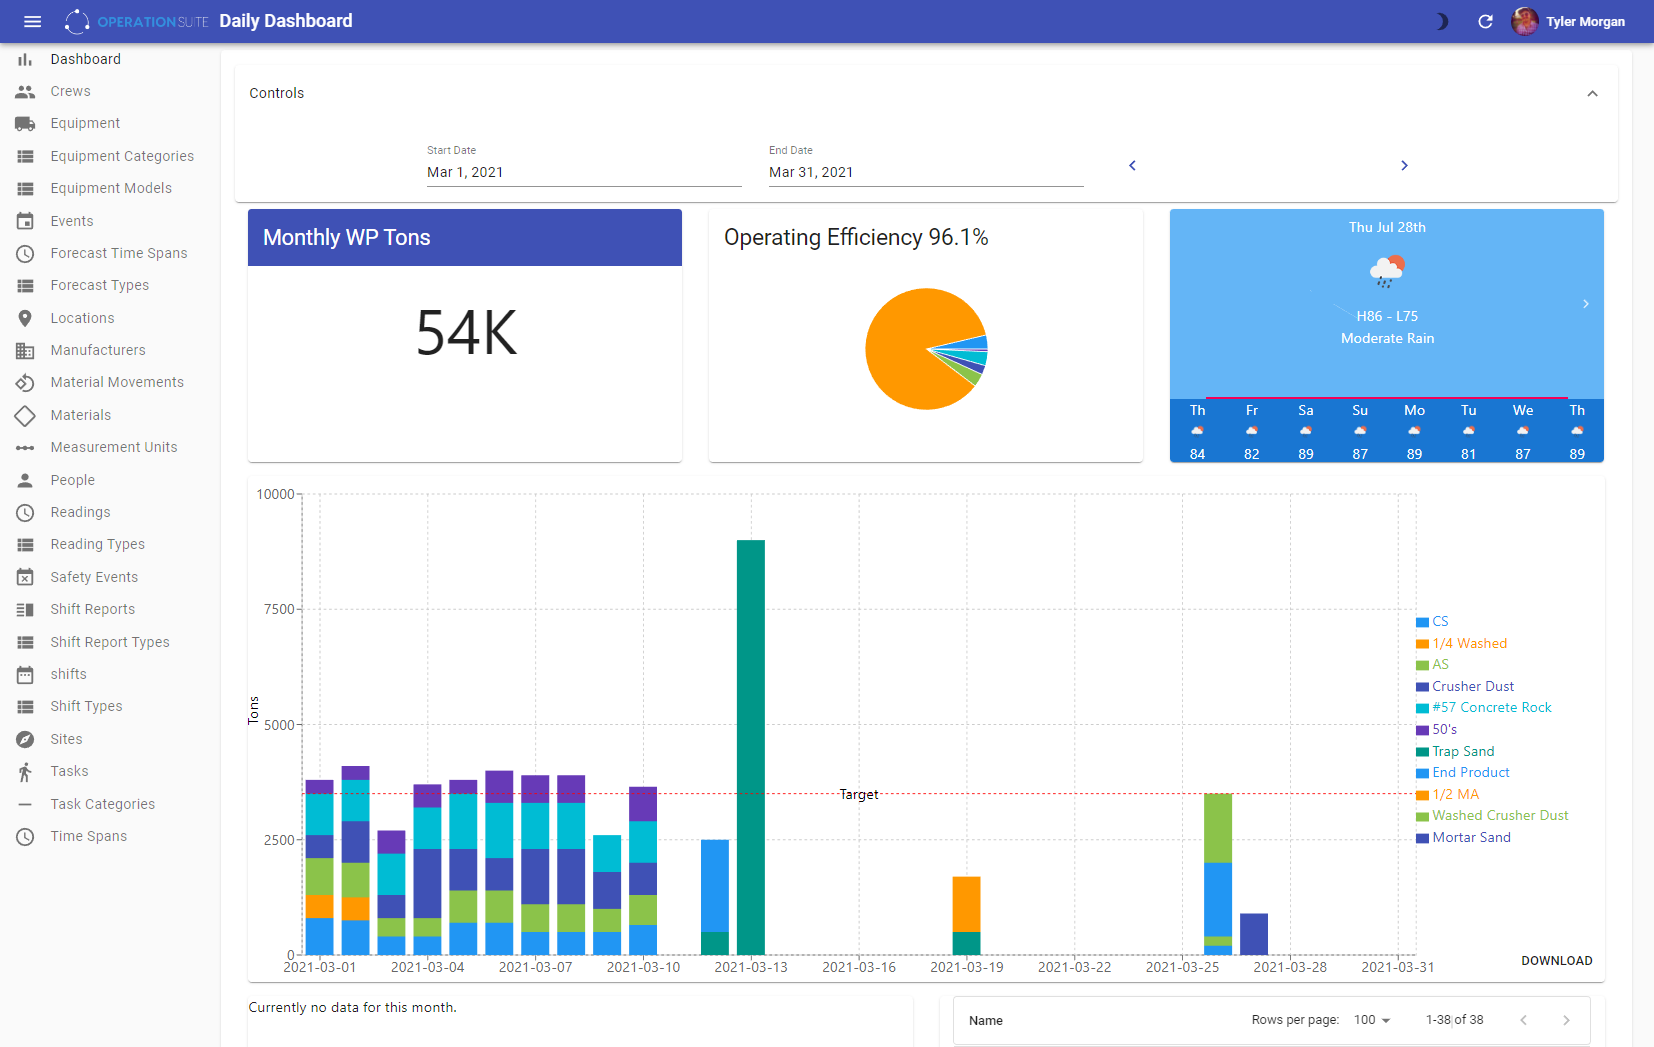 OPERATIONSUITE Daily Dashboard
Tyler Morgan
Dashboard
Crews
Equipment
Equipment Categories
Equipment Models
Events
Forecast Time Spans
Forecast Types
Locations
Manufacturers
Material Movements
Materials
Measurement Units
People
Readings
Reading Types
Safety Events
Shift Reports
Shift Report Types
shifts
Shift Types
Sites
Tasks
Task Categories
Time Spans
Controls
Start Date
Mar 1, 2021
End Date
Mar 31, 2021
Monthly WP Tons
54K
Operating Efficiency 96.1%
Thu Jul 28th
H86 - L75
Moderate Rain
Th Fr Sa Su Mo Tu We Th
84 82 89 87 89 81 87 89
10000
7500
5000
2500
0
Tons
Target
2021-03-01 2021-03-04 2021-03-07 2021-03-10 2021-03-13 2021-03-16 2021-03-19 2021-03-22 2021-03-25 2021-03-28 2021-03-31
CS
1/4 Washed
AS
Crusher Dust
#57 Concrete Rock
50's
Trap Sand
End Product
1/2 MA
Washed Crusher Dust
Mortar Sand
DOWNLOAD
Currently no data for this month.
Name Rows per page: 100 1-38 of 38